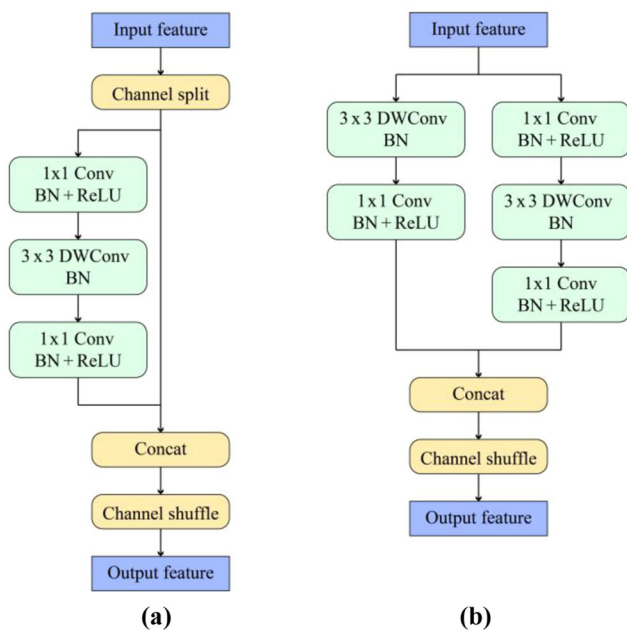 Input feature
Channel split
1x1 Conv
BN + ReLU
3 x 3 DWConv
BN
1x1 Conv
BN + ReLU
Concat
Channel shuffle
Output feature
(a)
Input feature
3 x 3 DWConv
BN
1x1 Conv
BN + ReLU
1x1 Conv
BN + ReLU
3 x 3 DWConv
BN
1x1 Conv
BN + ReLU
Concat
Channel shuffle
Output feature
(b)